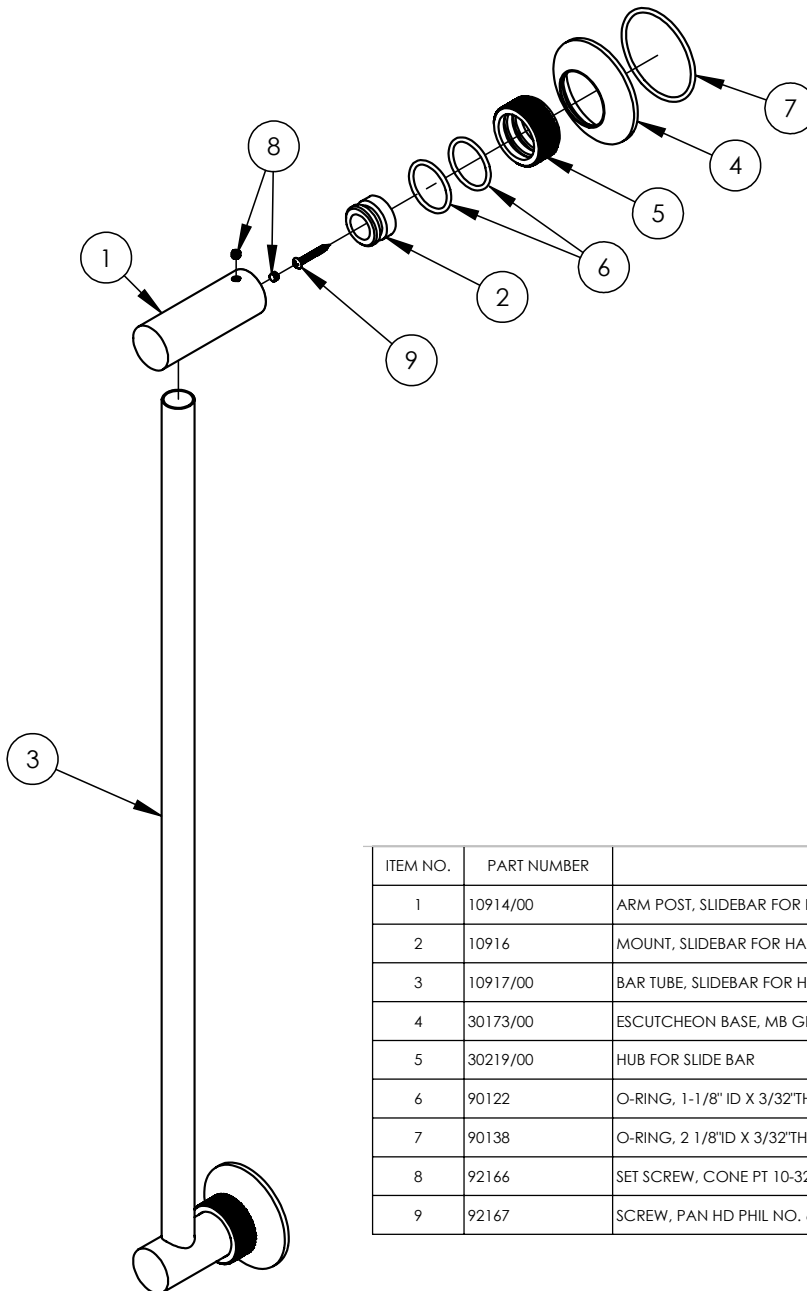 7
4
8
5
1
6
2
9
3
ITEM NO. PART NUMBER
1 10914/00 ARM POST, SLIDEBAR FOR
2 10916 MOUNT, SLIDEBAR FOR
3 10917/00 BAR TUBE, SLIDEBAR FOR
4 30173/00 ESCUTCHEON BASE, MB
5 30219/00 HUB FOR SLIDE BAR
6 90122 O-RING, 1-1/8" ID X 3/32"
7 90138 O-RING, 2 1/8"ID X 3/32"
8 92166 SET SCREW, CONE PT 10-32
9 92167 SCREW, PAN HD PHIL NO.